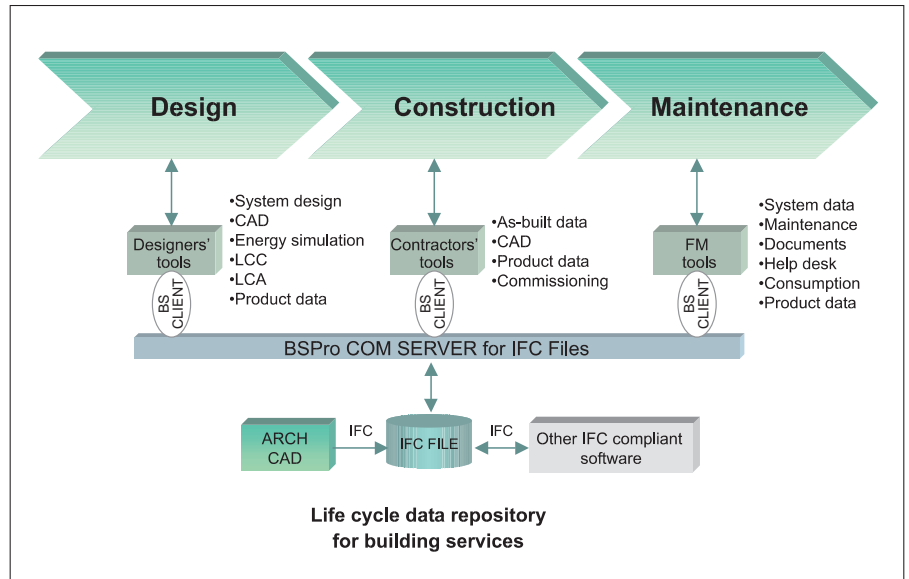 Design
Construction
Maintenance
Designers'
tools
•System design
•CAD
•Energy simulation
•LCC
•LCA
•Product data
Contractors'
tools
•As-built data
•CAD
•Product data
•Commissioning
FM
tools
•System data
•Maintenance
•Documents
•Help desk
•Consumption
•Product data
BS
CLIENT
BS
CLIENT
BS
CLIENT
BSPro COM SERVER for IFC Files
ARCH
CAD
IFC
IFC FILE
IFC
Other IFC compliant
software
Life cycle data repository
for building services